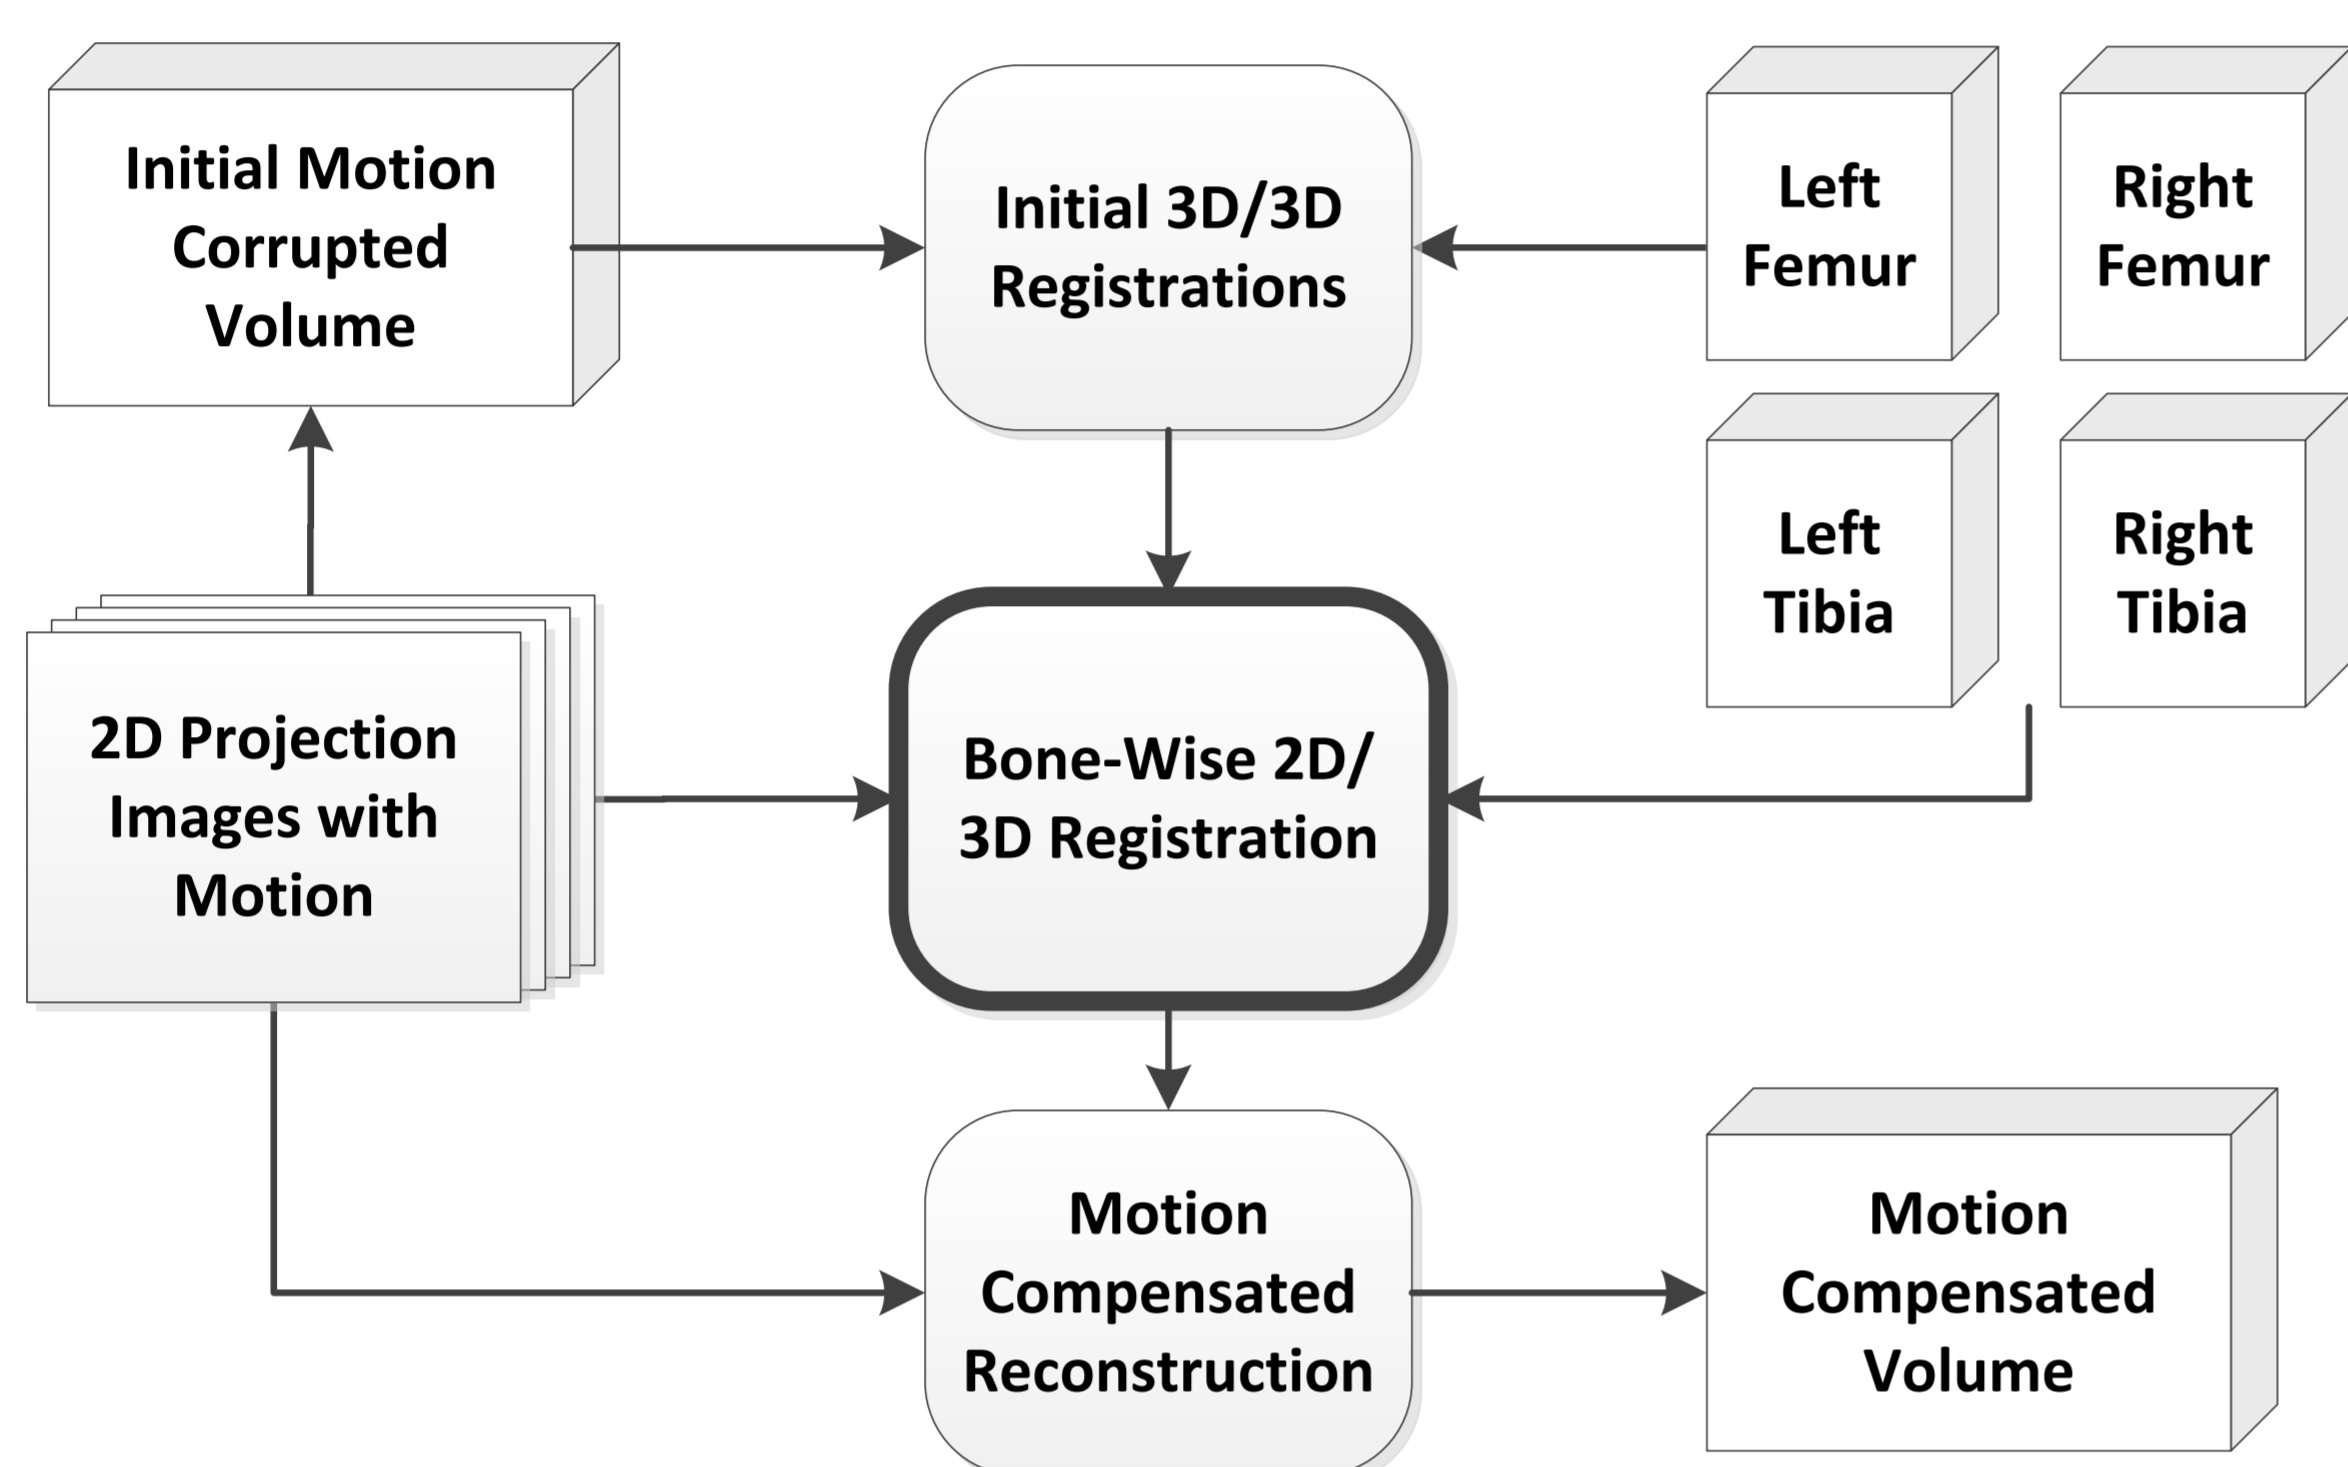 Initial Motion
Corrupted
Volume
Initial 3D/3D
Registrations
Left
Femur
Right
Femur
Left
Tibia
Right
Tibia
2D Projection
Images with
Motion
Bone-Wise 2D/
3D Registration
Motion
Compensated
Reconstruction
Motion
Compensated
Volume